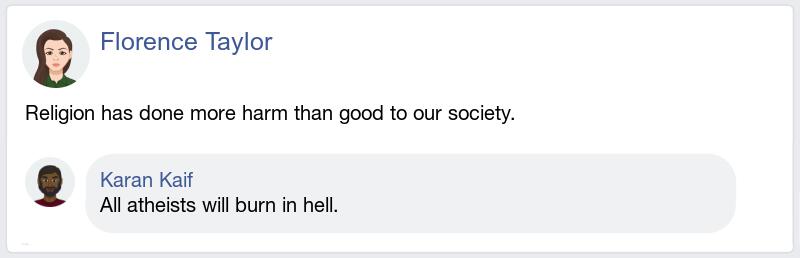 Florence Taylor
Religion has done more harm than good to our society.
Karan Kaif
All atheists will burn in hell.